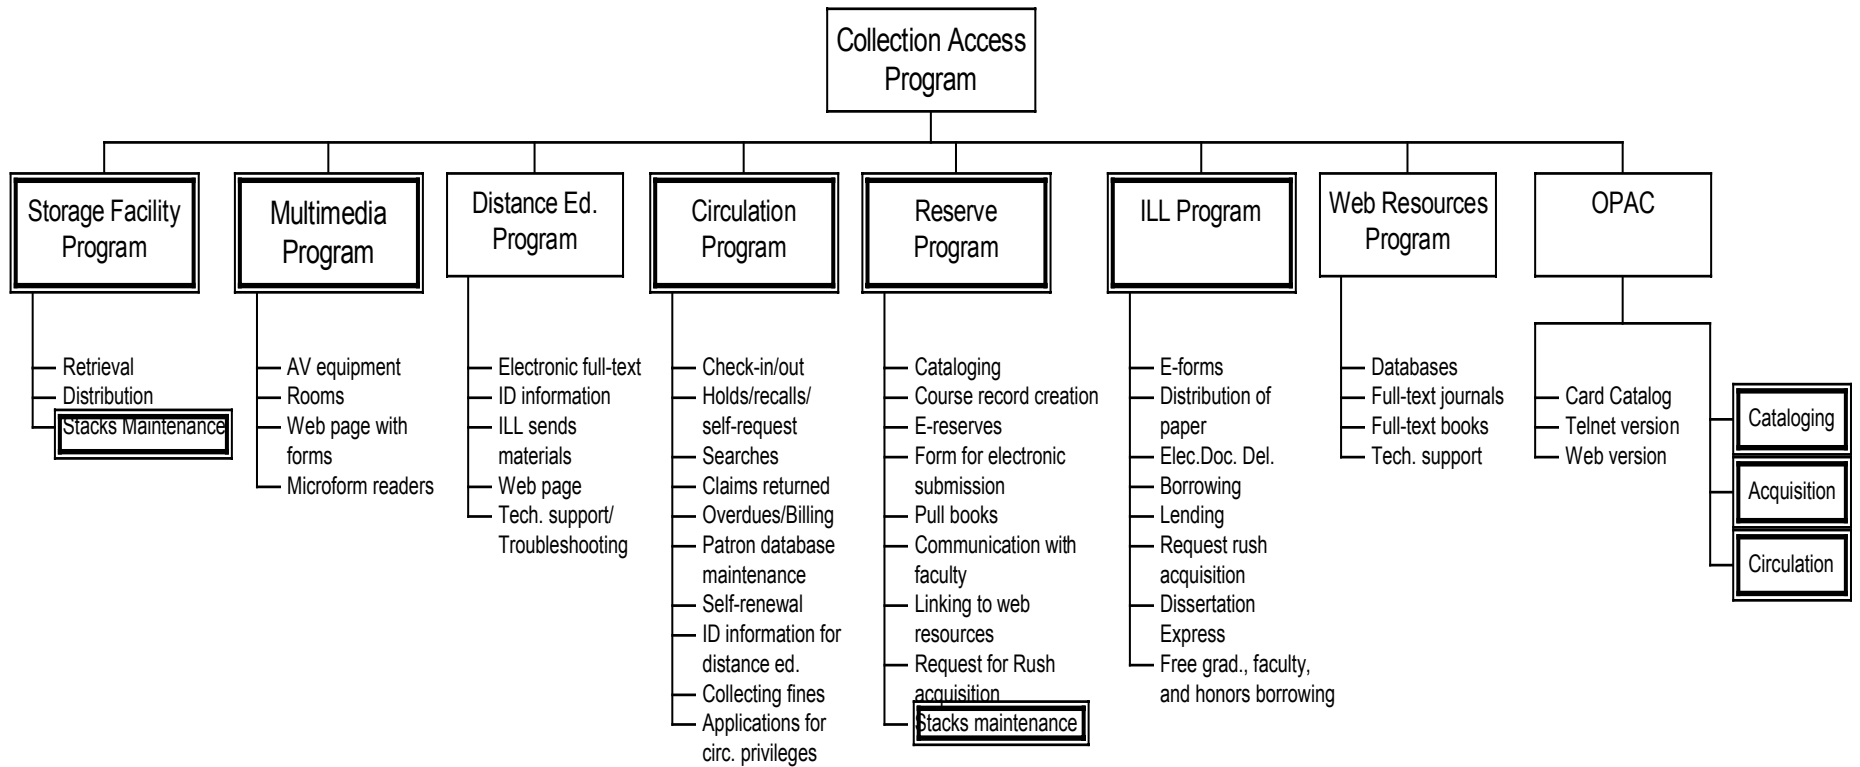 Collection Access
Program
Storage Facility
Program
Multimedia
Program
Distance Ed.
Program
Circulation
Program
Reserve
Program
ILL Program
Web Resources
Program
OPAC
Retrieval
Distribution
Stacks Maintenance
AV equipment
Rooms
Web page with
forms
Microform readers
Electronic full-text
ID information
ILL sends
materials
Web page
Tech. support/
Troubleshooting
Check-in/out
Holds/recalls/
self-request
Searches
Claims returned
Overdues/Billing
Patron database
maintenance
Self-renewal
ID information for
distance ed.
Collecting fines
Applications for
circ. privileges
Cataloging
Course record creation
E-reserves
Form for electronic
submission
Pull books
Communication with
faculty
Linking to web
resources
Request for Rush
acquisition
Stacks maintenance
E-forms
Distribution of
paper
Elec.Doc. Del.
Borrowing
Lending
Request rush
acquisition
Dissertation
Express
Free grad., faculty,
and honors borrowing
Databases
Full-text journals
Full-text books
Tech. support
Card Catalog
Telnet version
Web version
Cataloging
Acquisition
Circulation